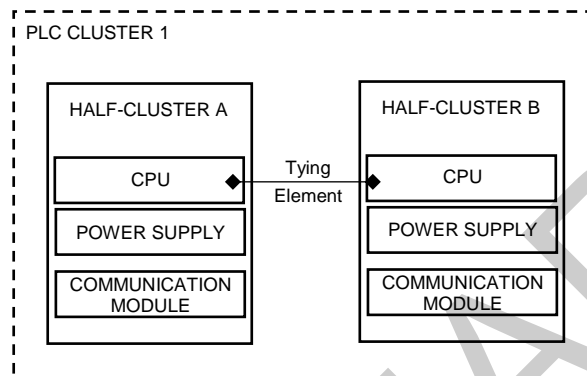 PLC CLUSTER 1
HALF-CLUSTER A
CPU
POWER SUPPLY
COMMUNICATION
MODULE
Tying
Element
HALF-CLUSTER B
CPU
POWER SUPPLY
COMMUNICATION
MODULE